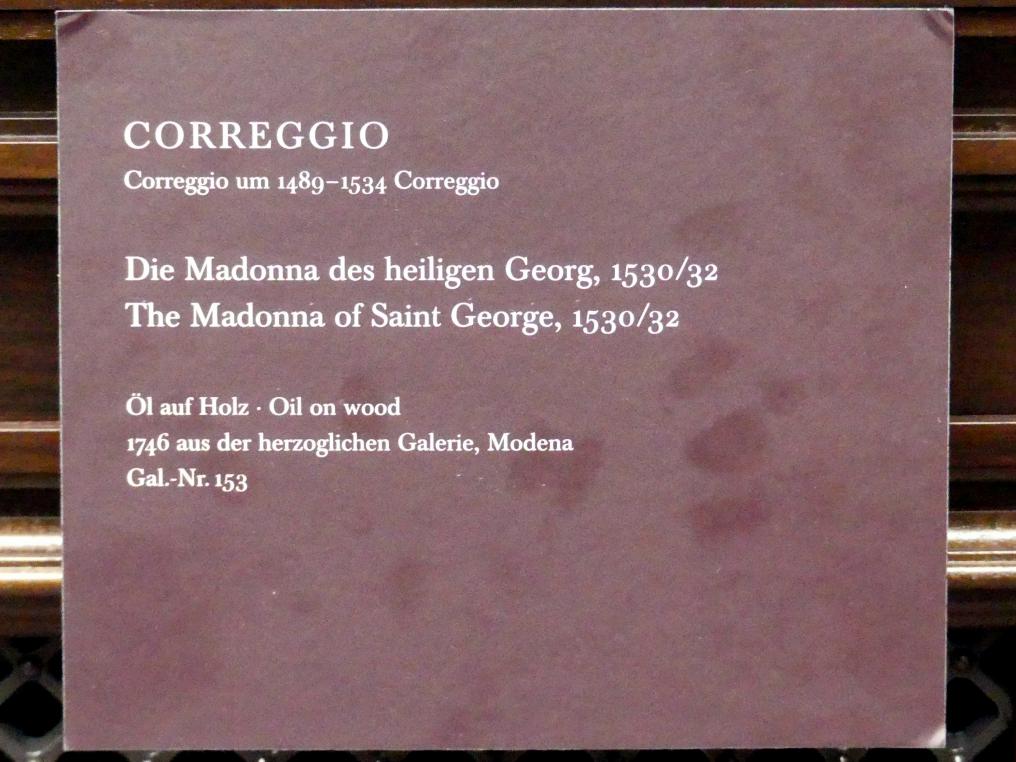 CORREGGIO
Correggio um 1489–1534 Correggio
Die Madonna des heiligen Georg, 1530/32
The Madonna of Saint George, 1530/32
Öl auf Holz · Oil on wood
1746 aus der herzoglichen Galerie, Modena
Gal.-Nr. 153